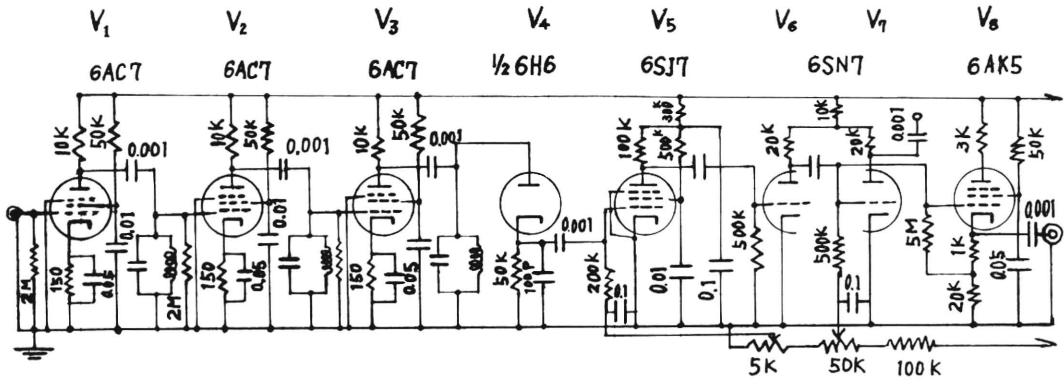 V1 V2 V3 V4 V5 V6 V7 V8
6AC7 6AC7 6AC7 1/2 6H6 6SJ7 6SN7 6AK5
10K 50K 0.001 10K 50K 0.001 10K 50K 0.001 100K 300K 500K 20K 10K 20K 0.001 3K 50K
0.01 0.01 0.001 500K 500K 5M 1K 0.001
2M 150 0.05 2M 150 0.05 150 0.05 50K 100P 200K 0.1 0.01 0.1 0.1 20K 0.05
5K 50K 100K